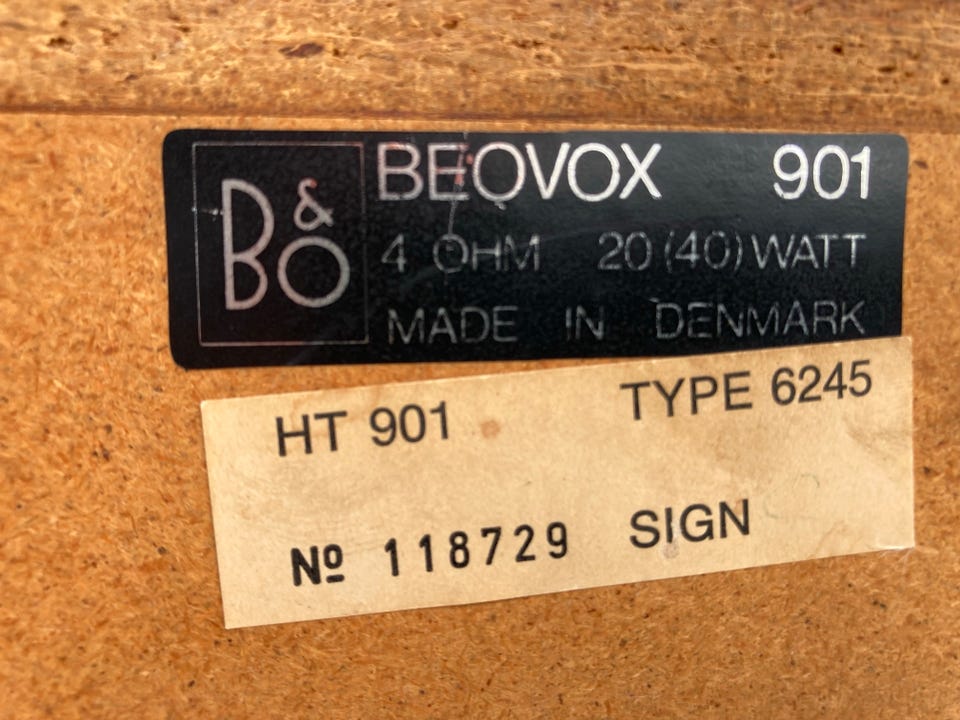 B&O
BEOVOX 901
4 OHM 20 (40) WATT
MADE IN DENMARK
HT 901 TYPE 6245
Nº 118729 SIGN